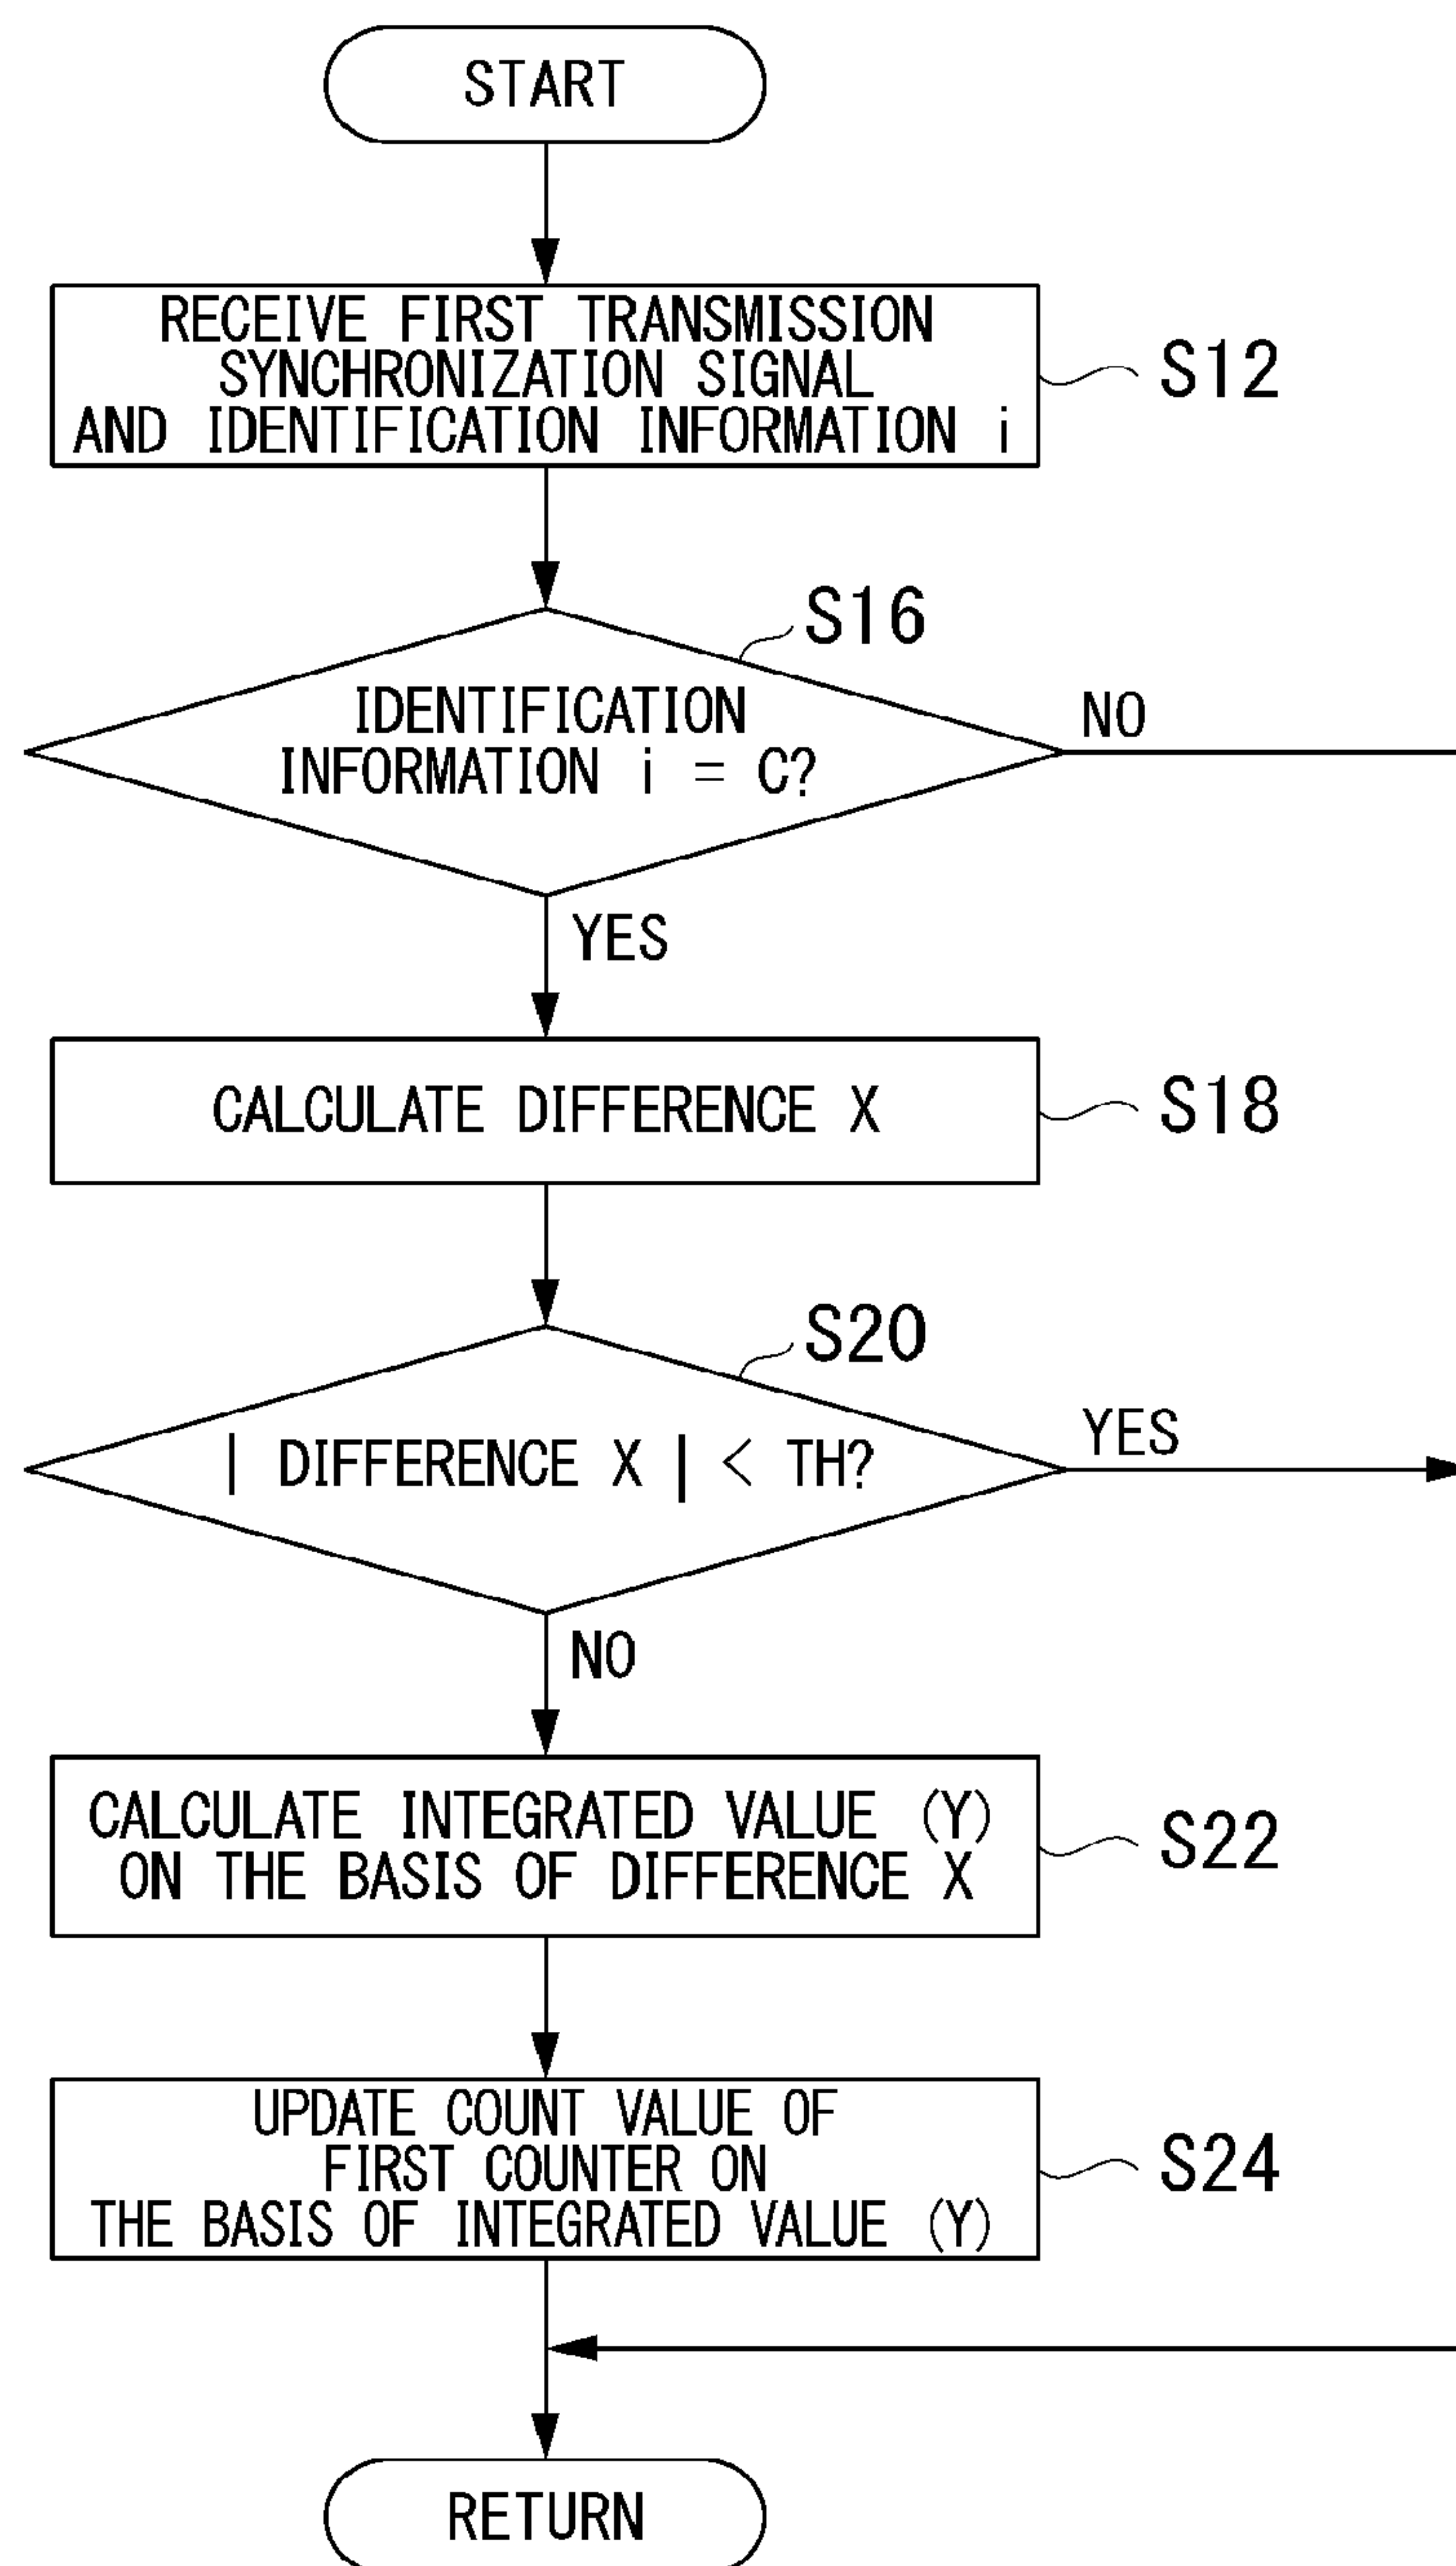 START
RECEIVE FIRST TRANSMISSION
SYNCHRONIZATION SIGNAL
AND IDENTIFICATION INFORMATION i
S12
S16
IDENTIFICATION
INFORMATION i = C?
NO
YES
CALCULATE DIFFERENCE X
S18
S20
| DIFFERENCE X | < TH?
YES
NO
CALCULATE INTEGRATED VALUE (Y)
ON THE BASIS OF DIFFERENCE X
S22
UPDATE COUNT VALUE OF
FIRST COUNTER ON
THE BASIS OF INTEGRATED VALUE (Y)
S24
RETURN